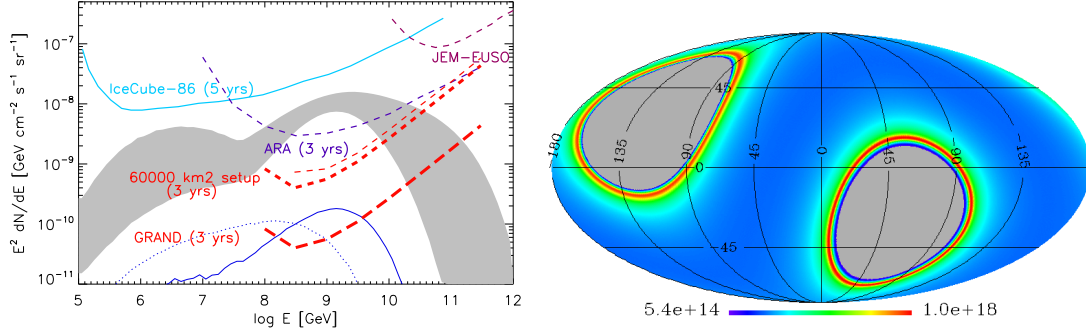 E² dN/dE [GeV cm⁻² s⁻¹ sr⁻¹]
10⁻⁷
10⁻⁸
10⁻⁹
10⁻¹⁰
10⁻¹¹
JEM-EUSO
IceCube-86 (5 yrs)
ARA (3 yrs)
60000 km2 setup
(3 yrs)
GRAND (3 yrs)
5 6 7 8 9 10 11 12
log E [GeV]
45 45
180 135 90 45 0 -45 -90 -135
0 0
-45 -45
5.4e+14 1.0e+18